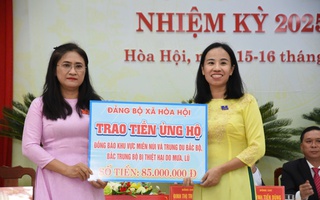 NHIỆM KỲ 2025
Hòa Hội, ngày 15-16 tháng
ĐẢNG BỘ XÃ HÒA HỘI
TRAO TIỀN ỦNG HỘ
ĐỒNG BÀO KHU VỰC MIỀN NÚI VÀ TRUNG DU BẮC BỘ,
BẮC TRUNG BỘ BỊ THIỆT HẠI DO MƯA, LŨ
SỐ TIỀN: 85.000.000 Đ